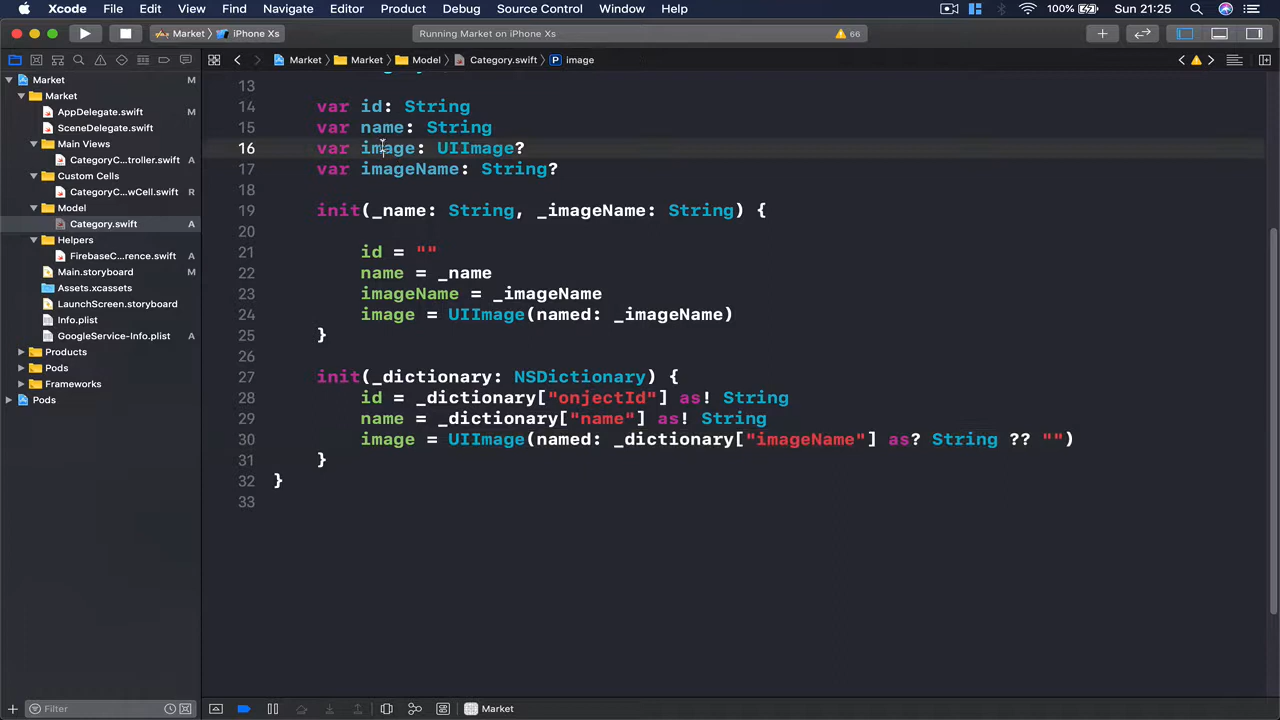 Xcode File Edit View Find Navigate Editor Product Debug Source Control Window Help 100% Sun 21:25
Market iPhone Xs Running Market on iPhone Xs 66
Market Market Model Category.swift P image
Market M
Market
AppDelegate.swift M
SceneDelegate.swift
Main Views
CategoryC...troller.swift A
Custom Cells
CategoryC...wCell.swift R
Model
Category.swift A
Helpers
FirebaseC...rence.swift A
Main.storyboard M
Assets.xcassets
LaunchScreen.storyboard
Info.plist
GoogleService-Info.plist A
Products
Pods
Frameworks
Pods
13
14 var id: String
15 var name: String
16 var image: UIImage?
17 var imageName: String?
18
19 init(_name: String, _imageName: String) {
20
21 id = ""
22 name = _name
23 imageName = _imageName
24 image = UIImage(named: _imageName)
25 }
26
27 init(_dictionary: NSDictionary) {
28 id = _dictionary["onjectId"] as! String
29 name = _dictionary["name"] as! String
30 image = UIImage(named: _dictionary["imageName"] as? String ?? "")
31 }
32 }
33
Filter Market